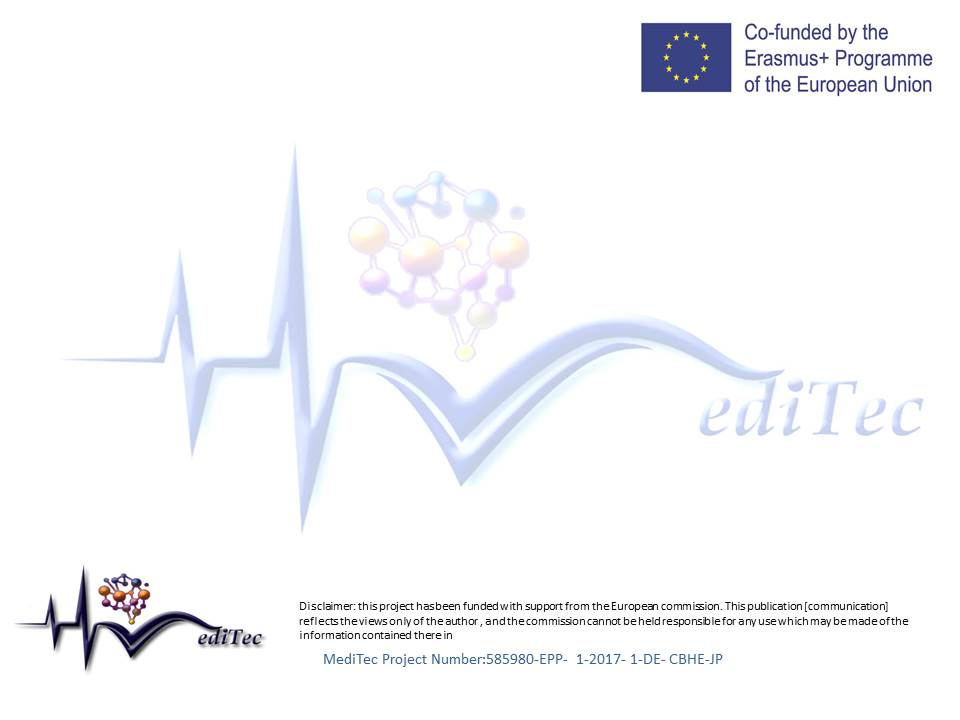 Co-funded by the
Erasmus+ Programme
of the European Union
ediTec
ediTec
Disclaimer: this project has been funded with support from the European commission. This publication [communication]
reflects the views only of the author , and the commission cannot be held responsible for any use which may be made of the
information contained there in
MediTec Project Number:585980-EPP- 1-2017- 1-DE- CBHE-JP